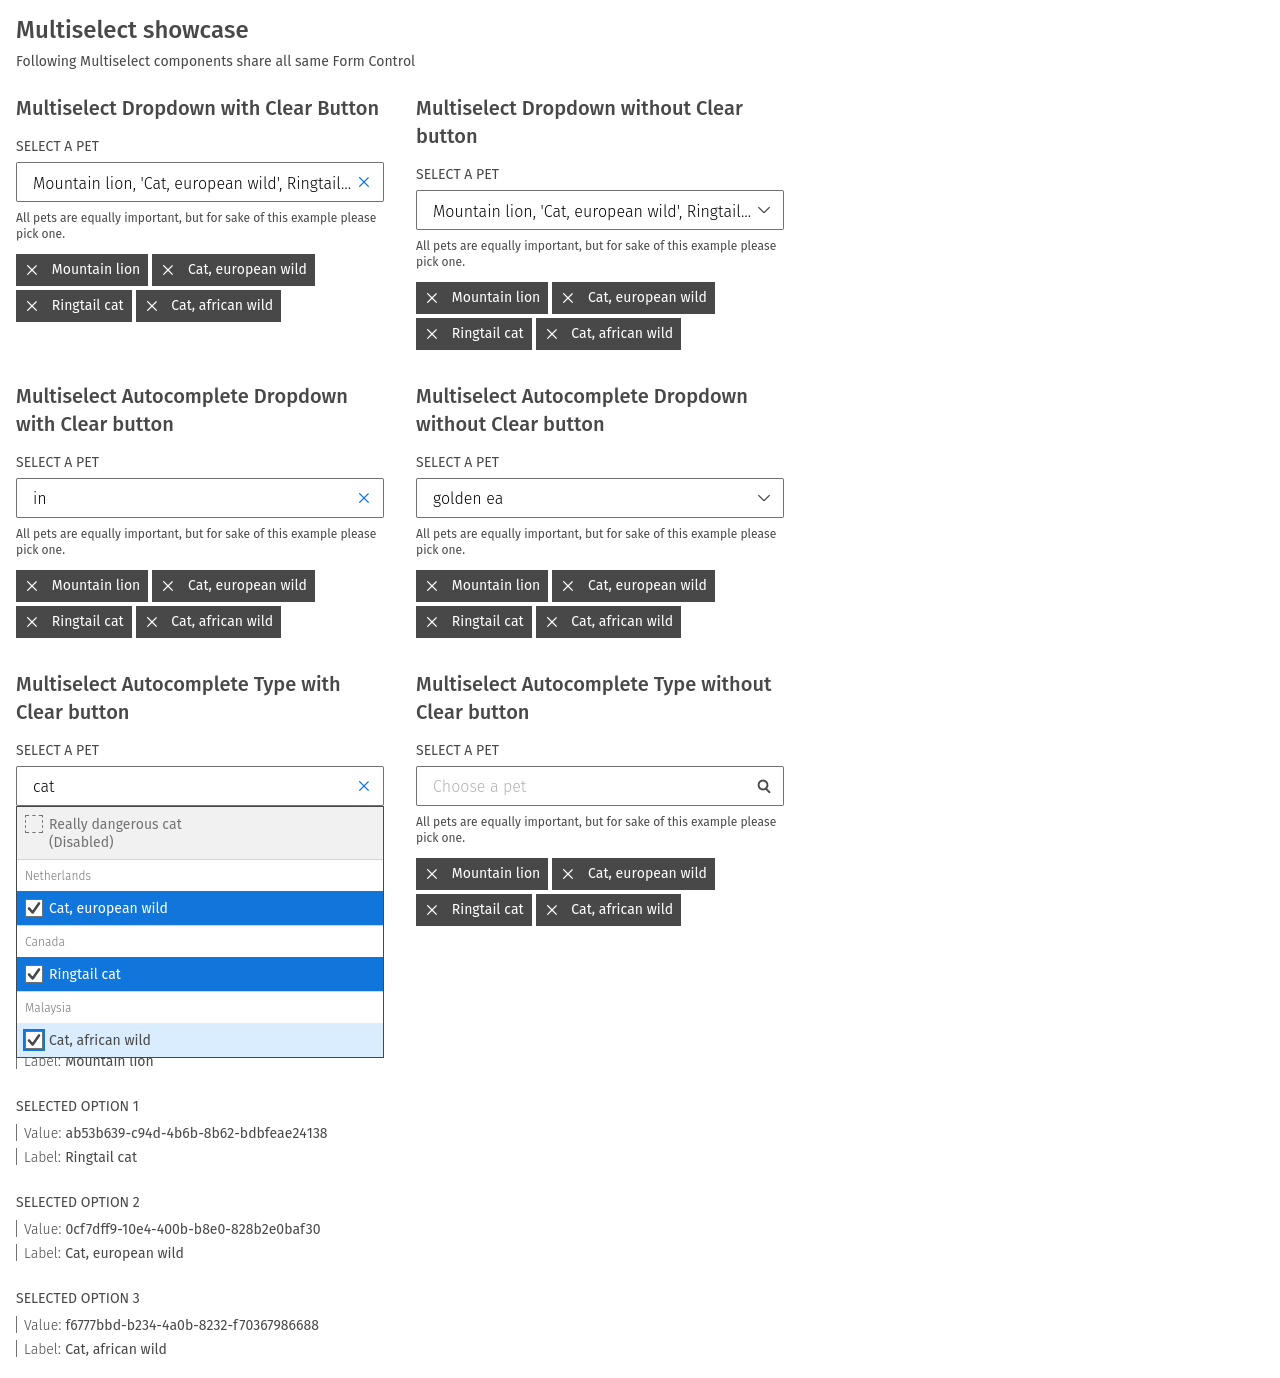 Multiselect showcase
Following Multiselect components share all same Form Control
Multiselect Dropdown with Clear Button
SELECT A PET
Mountain lion, 'Cat, european wild', Ringtail...
All pets are equally important, but for sake of this example please
pick one.
Mountain lion
Cat, european wild
Ringtail cat
Cat, african wild
Multiselect Dropdown without Clear
button
SELECT A PET
Mountain lion, 'Cat, european wild', Ringtail...
All pets are equally important, but for sake of this example please
pick one.
Mountain lion
Cat, european wild
Ringtail cat
Cat, african wild
Multiselect Autocomplete Dropdown
with Clear button
SELECT A PET
in
All pets are equally important, but for sake of this example please
pick one.
Mountain lion
Cat, european wild
Ringtail cat
Cat, african wild
Multiselect Autocomplete Dropdown
without Clear button
SELECT A PET
golden ea
All pets are equally important, but for sake of this example please
pick one.
Mountain lion
Cat, european wild
Ringtail cat
Cat, african wild
Multiselect Autocomplete Type with
Clear button
SELECT A PET
cat
Really dangerous cat
(Disabled)
Netherlands
Cat, european wild
Canada
Ringtail cat
Malaysia
Cat, african wild
Multiselect Autocomplete Type without
Clear button
SELECT A PET
Choose a pet
All pets are equally important, but for sake of this example please
pick one.
Mountain lion
Cat, european wild
Ringtail cat
Cat, african wild
Label: Mountain lion
SELECTED OPTION 1
Value: ab53b639-c94d-4b6b-8b62-bdbfeae24138
Label: Ringtail cat
SELECTED OPTION 2
Value: 0cf7dff9-10e4-400b-b8e0-828b2e0baf30
Label: Cat, european wild
SELECTED OPTION 3
Value: f6777bbd-b234-4a0b-8232-f70367986688
Label: Cat, african wild